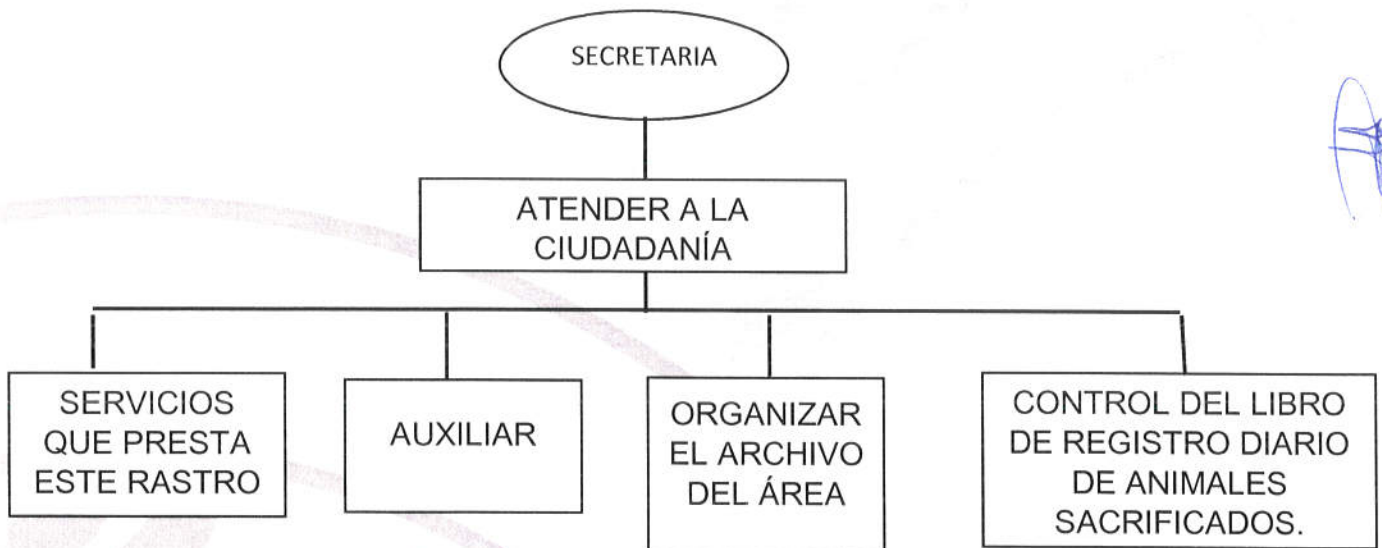 SECRETARIA
ATENDER A LA
CIUDADANÍA
SERVICIOS
QUE PRESTA
ESTE RASTRO
AUXILIAR
ORGANIZAR
EL ARCHIVO
DEL ÁREA
CONTROL DEL LIBRO
DE REGISTRO DIARIO
DE ANIMALES
SACRIFICADOS.